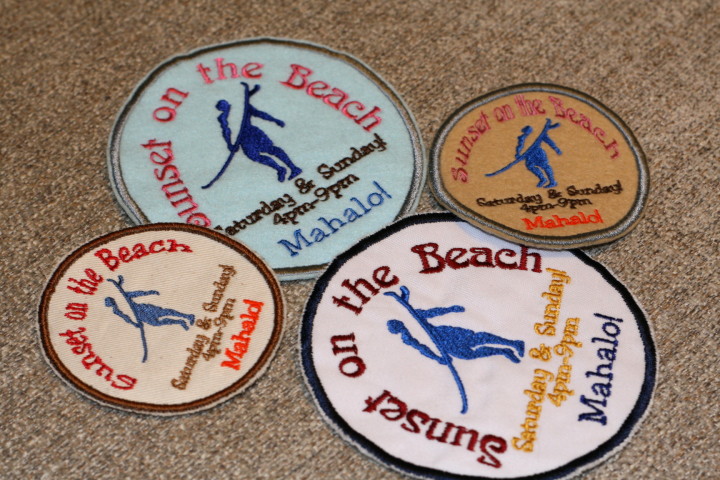 Sunset on the Beach
Saturday & Sunday!
4pm-9pm
Mahalo!
Sunset on the Beach
Saturday & Sunday!
4pm-9pm
Mahalo!
Sunset on the Beach
Saturday & Sunday!
4pm-9pm
Mahalo!
Sunset on the Beach
Saturday & Sunday!
4pm-9pm
Mahalo!